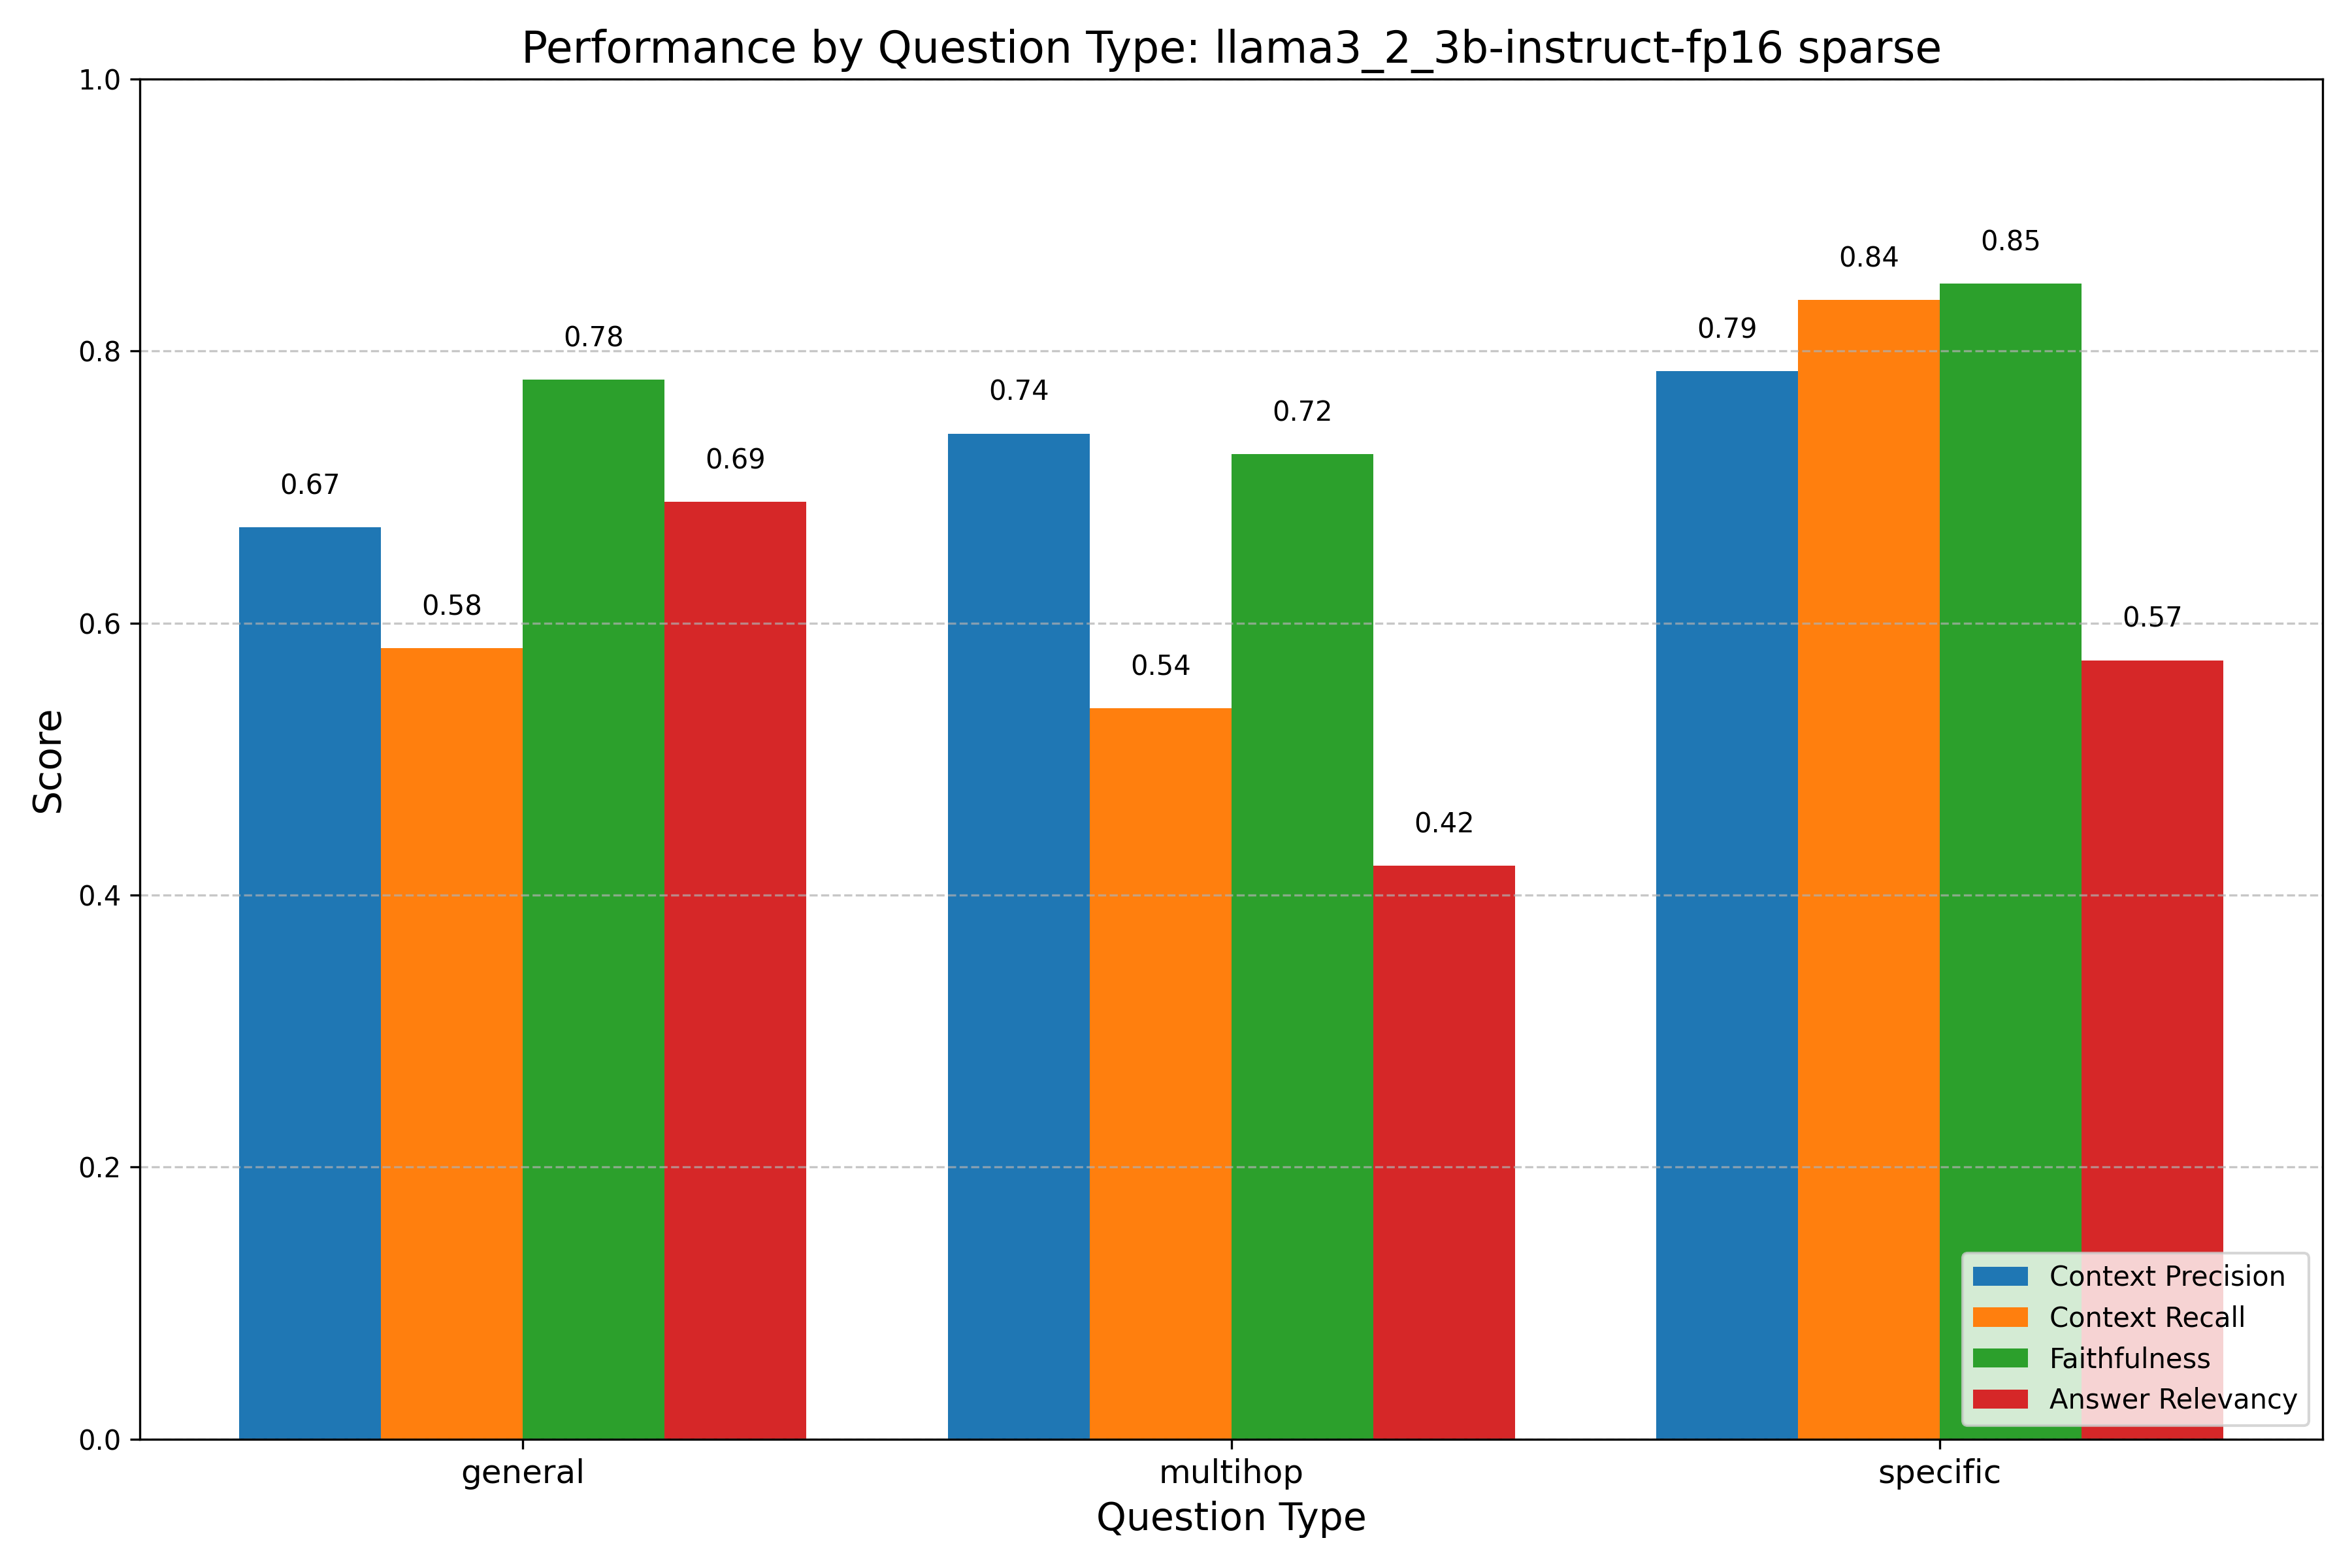 Performance by Question Type: llama3_2_3b-instruct-fp16 sparse
1.0
0.8
0.6
0.4
0.2
0.0
Score
0.67
0.58
0.78
0.69
0.74
0.54
0.72
0.42
0.79
0.84
0.85
0.57
Context Precision
Context Recall
Faithfulness
Answer Relevancy
general
multihop
specific
Question Type